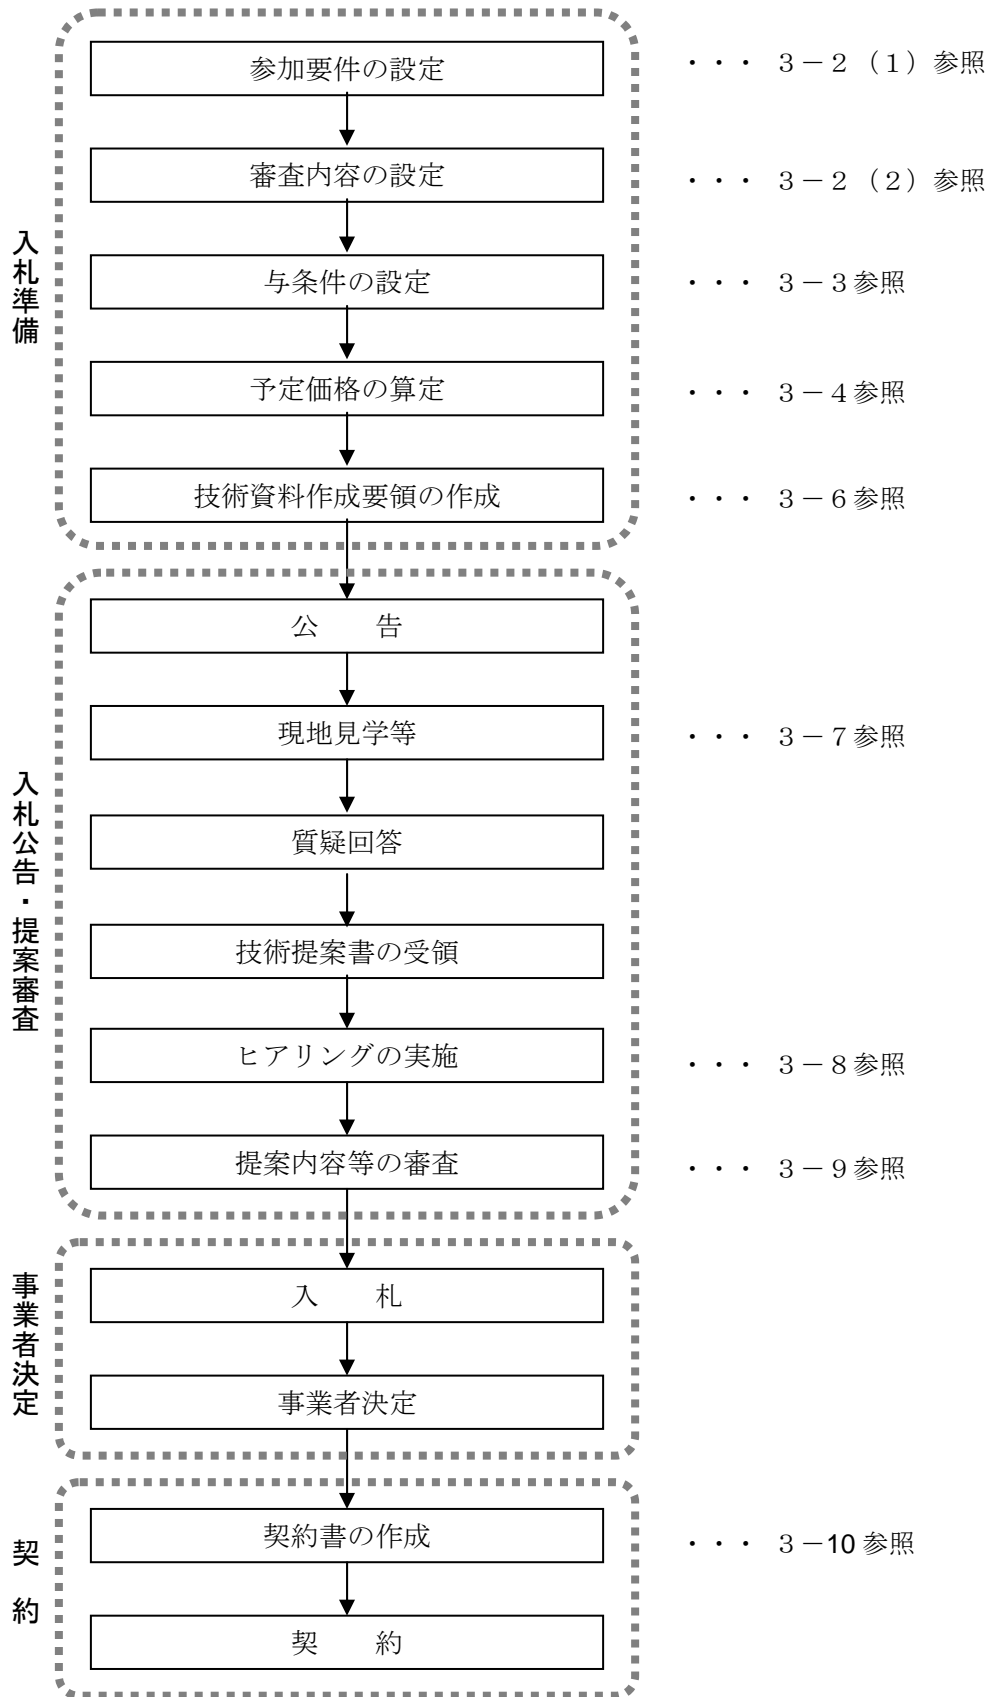 入札準備
参加要件の設定 ・・・ ３－２（１）参照
審査内容の設定 ・・・ ３－２（２）参照
与条件の設定 ・・・ ３－３参照
予定価格の算定 ・・・ ３－４参照
技術資料作成要領の作成 ・・・ ３－６参照
入札公告・提案審査
公　　告
現地見学等 ・・・ ３－７参照
質疑回答
技術提案書の受領
ヒアリングの実施 ・・・ ３－８参照
提案内容等の審査 ・・・ ３－９参照
事業者決定
入　　札
事業者決定
契　約
契約書の作成 ・・・ ３－10 参照
契　　約